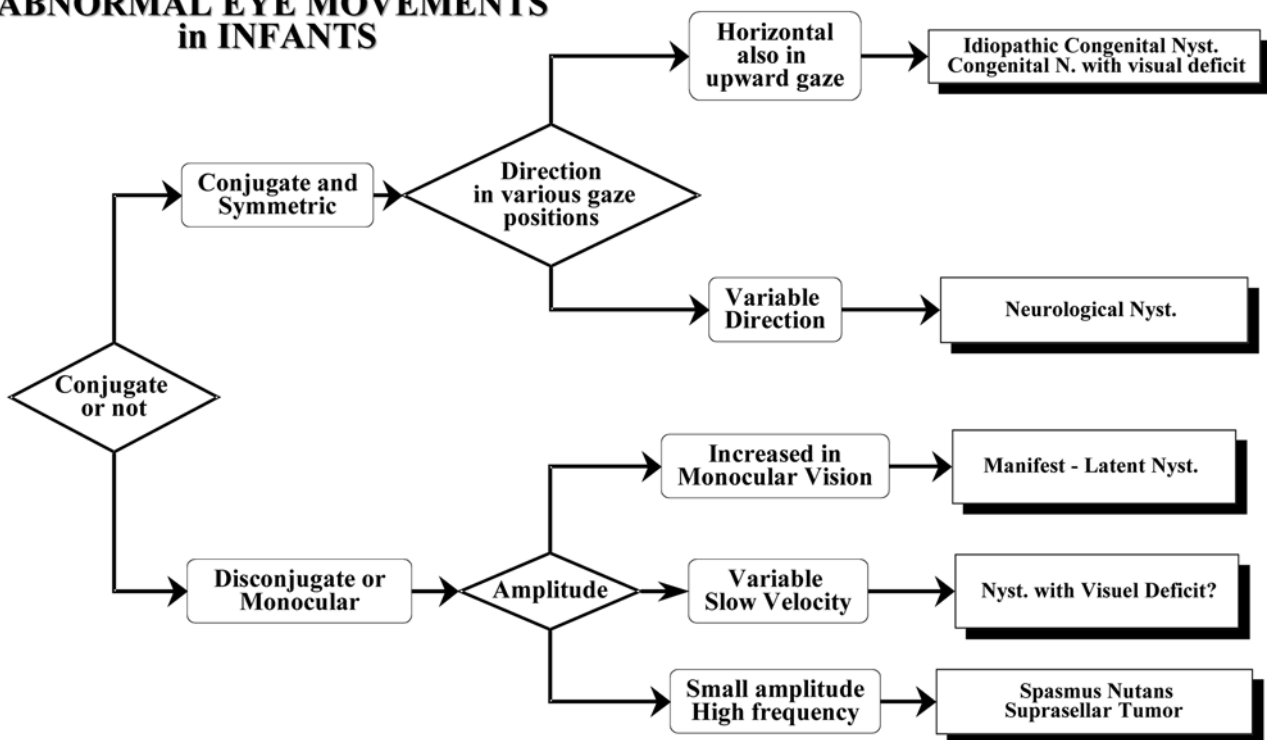 ABNORMAL EYE MOVEMENTS
in INFANTS
Horizontal
also in
upward gaze
Idiopathic Congenital Nyst.
Congenital N. with visual deficit
Conjugate and
Symmetric
Direction
in various gaze
positions
Variable
Direction
Neurological Nyst.
Conjugate
or not
Increased in
Monocular Vision
Manifest - Latent Nyst.
Disconjugate or
Monocular
Amplitude
Variable
Slow Velocity
Nyst. with Visuel Deficit?
Small amplitude
High frequency
Spasmus Nutans
Suprasellar Tumor